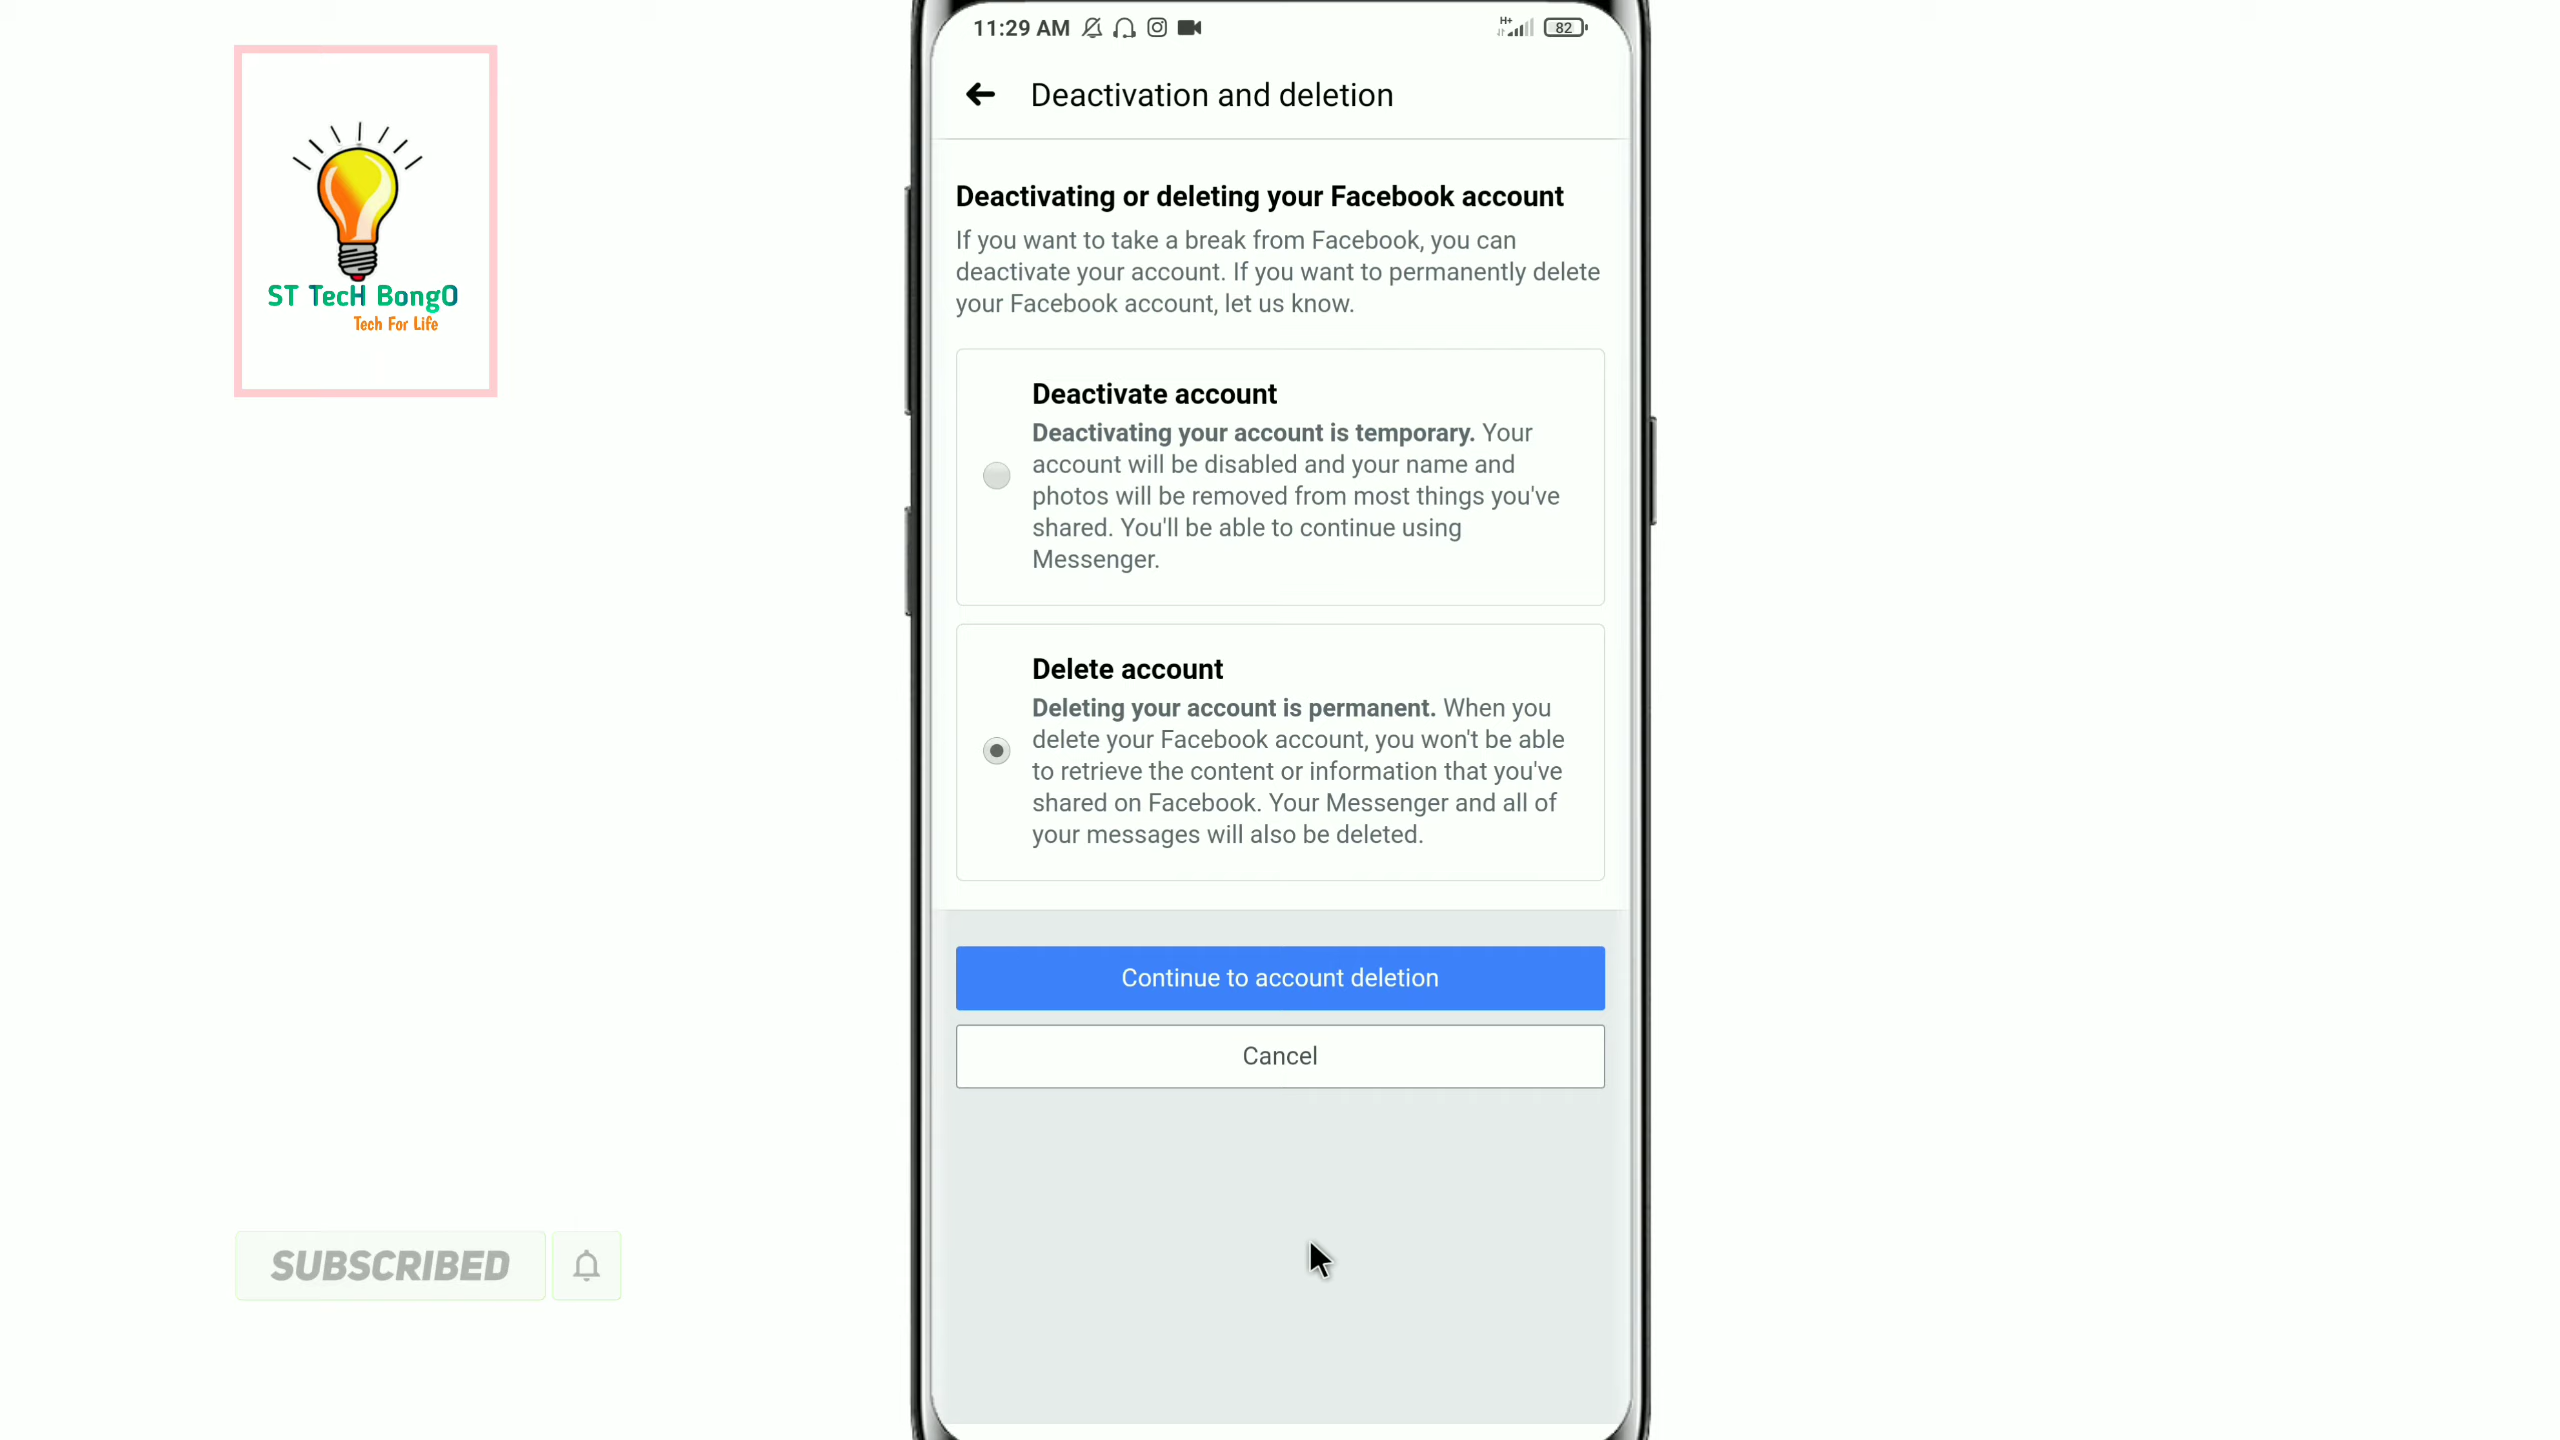 ST TecH BongO
Tech For Life
11:29 AM
H+
82
Deactivation and deletion
Deactivating or deleting your Facebook account
If you want to take a break from Facebook, you can
deactivate your account. If you want to permanently delete
your Facebook account, let us know.
Deactivate account
Deactivating your account is temporary. Your
account will be disabled and your name and
photos will be removed from most things you've
shared. You'll be able to continue using
Messenger.
Delete account
Deleting your account is permanent. When you
delete your Facebook account, you won't be able
to retrieve the content or information that you've
shared on Facebook. Your Messenger and all of
your messages will also be deleted.
Continue to account deletion
Cancel
SUBSCRIBED